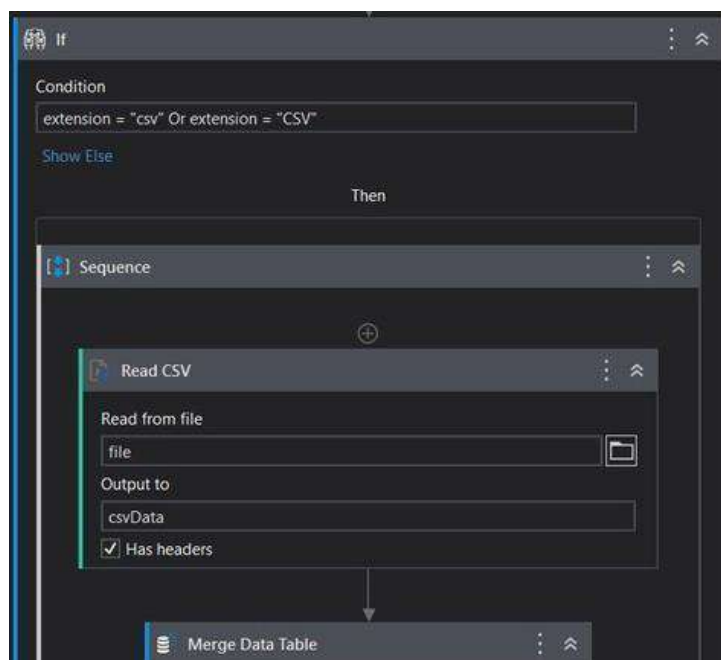 If
Condition
extension = "csv" Or extension = "CSV"
Show Else
Then
Sequence
Read CSV
Read from file
file
Output to
csvData
Has headers
Merge Data Table